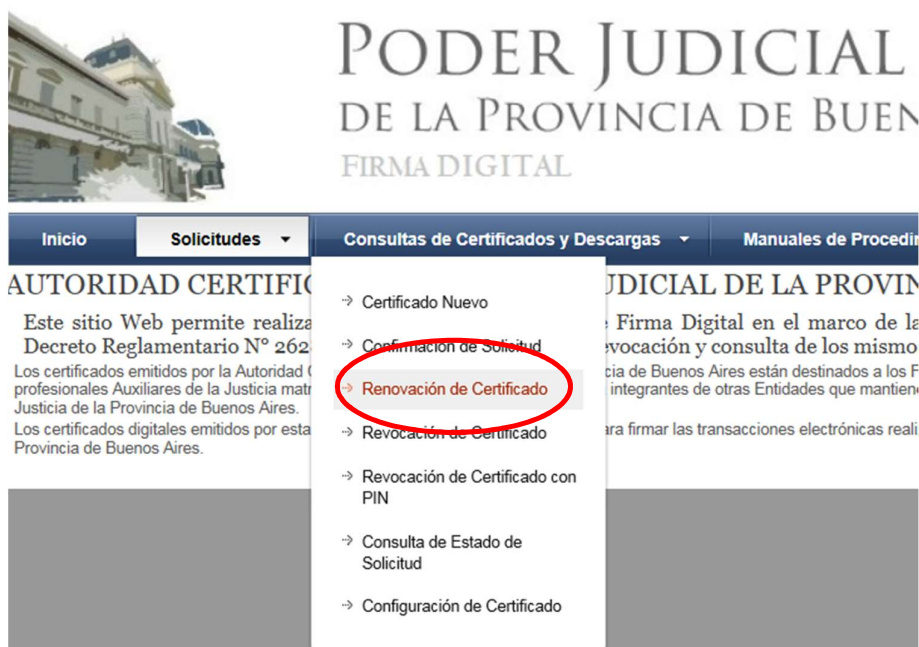 PODER JUDICIAL
DE LA PROVINCIA DE BUEN
FIRMA DIGITAL
Inicio Solicitudes Consultas de Certificados y Descargas Manuales de Procedi
AUTORIDAD CERTIFIC UDICIAL DE LA PROVIN
Este sitio Web permite realiza Firma Digital en el marco de la
Decreto Reglamentario N° 262 evocación y consulta de los mismo
Los certificados emitidos por la Autoridad cia de Buenos Aires están destinados a los F
profesionales Auxiliares de la Justicia matr integrantes de otras Entidades que mantien
Justicia de la Provincia de Buenos Aires.
Los certificados digitales emitidos por esta ara firmar las transacciones electrónicas reali
Provincia de Buenos Aires.
Certificado Nuevo
Confirmación de Solicitud
Renovación de Certificado
Revocación de Certificado
Revocación de Certificado con
PIN
Consulta de Estado de
Solicitud
Configuración de Certificado